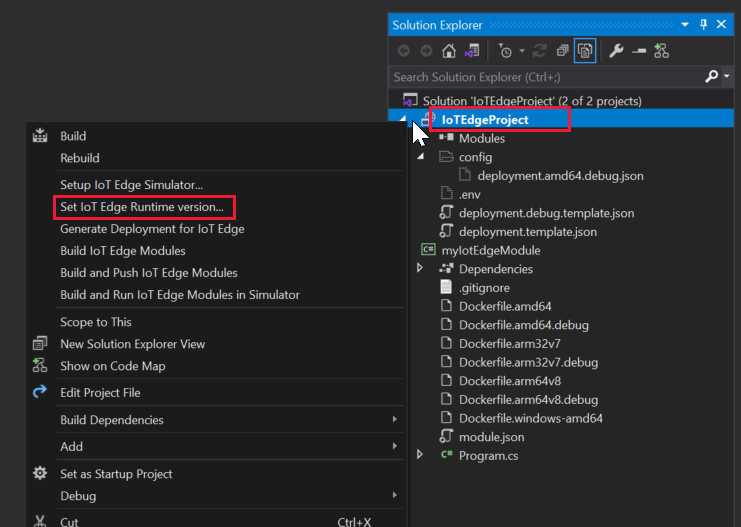 Solution Explorer
Search Solution Explorer (Ctrl+;)
Solution 'IoTEdgeProject' (2 of 2 projects)
IoTEdgeProject
Modules
config
deployment.amd64.debug.json
.env
deployment.debug.template.json
deployment.template.json
C#
myIotEdgeModule
Dependencies
.gitignore
Dockerfile.amd64
Dockerfile.amd64.debug
Dockerfile.arm32v7
Dockerfile.arm32v7.debug
Dockerfile.arm64v8
Dockerfile.arm64v8.debug
Dockerfile.windows-amd64
module.json
C# Program.cs
Build
Rebuild
Setup IoT Edge Simulator...
Set IoT Edge Runtime version...
Generate Deployment for IoT Edge
Build IoT Edge Modules
Build and Push IoT Edge Modules
Build and Run IoT Edge Modules in Simulator
Scope to This
New Solution Explorer View
Show on Code Map
Edit Project File
Build Dependencies
Add
Set as Startup Project
Debug
Cut Ctrl+X